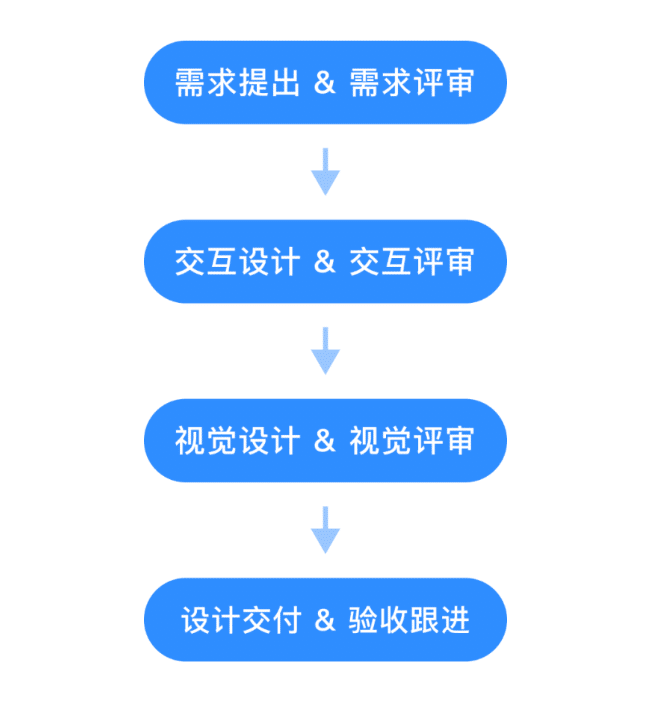 需求提出 & 需求评审
交互设计 & 交互评审
视觉设计 & 视觉评审
设计交付 & 验收跟进